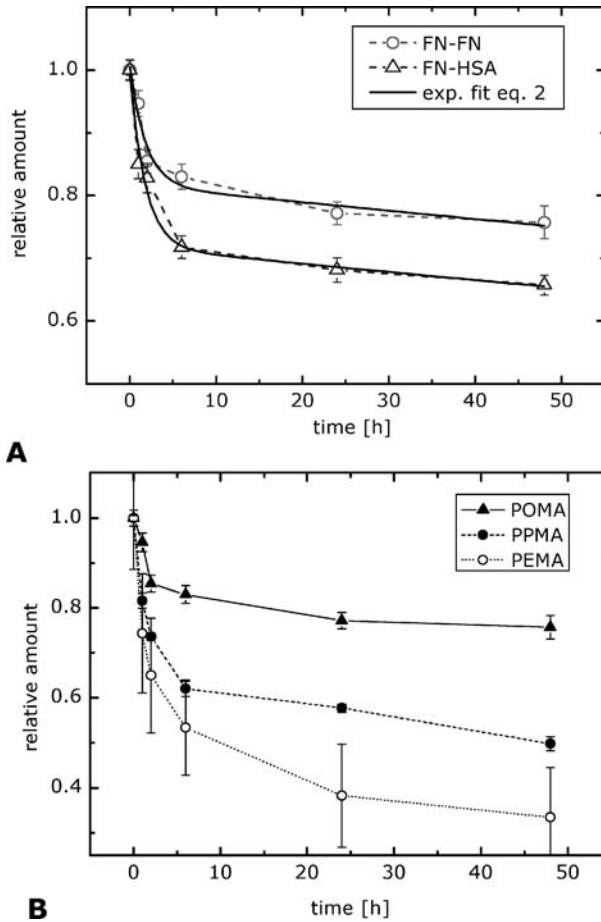 FN-FN
FN-HSA
exp. fit eq. 2
1.0
0.8
0.6
relative amount
0 10 20 30 40 50
time [h]
A
POMA
PPMA
PEMA
1.0
0.8
0.6
0.4
relative amount
0 10 20 30 40 50
time [h]
B